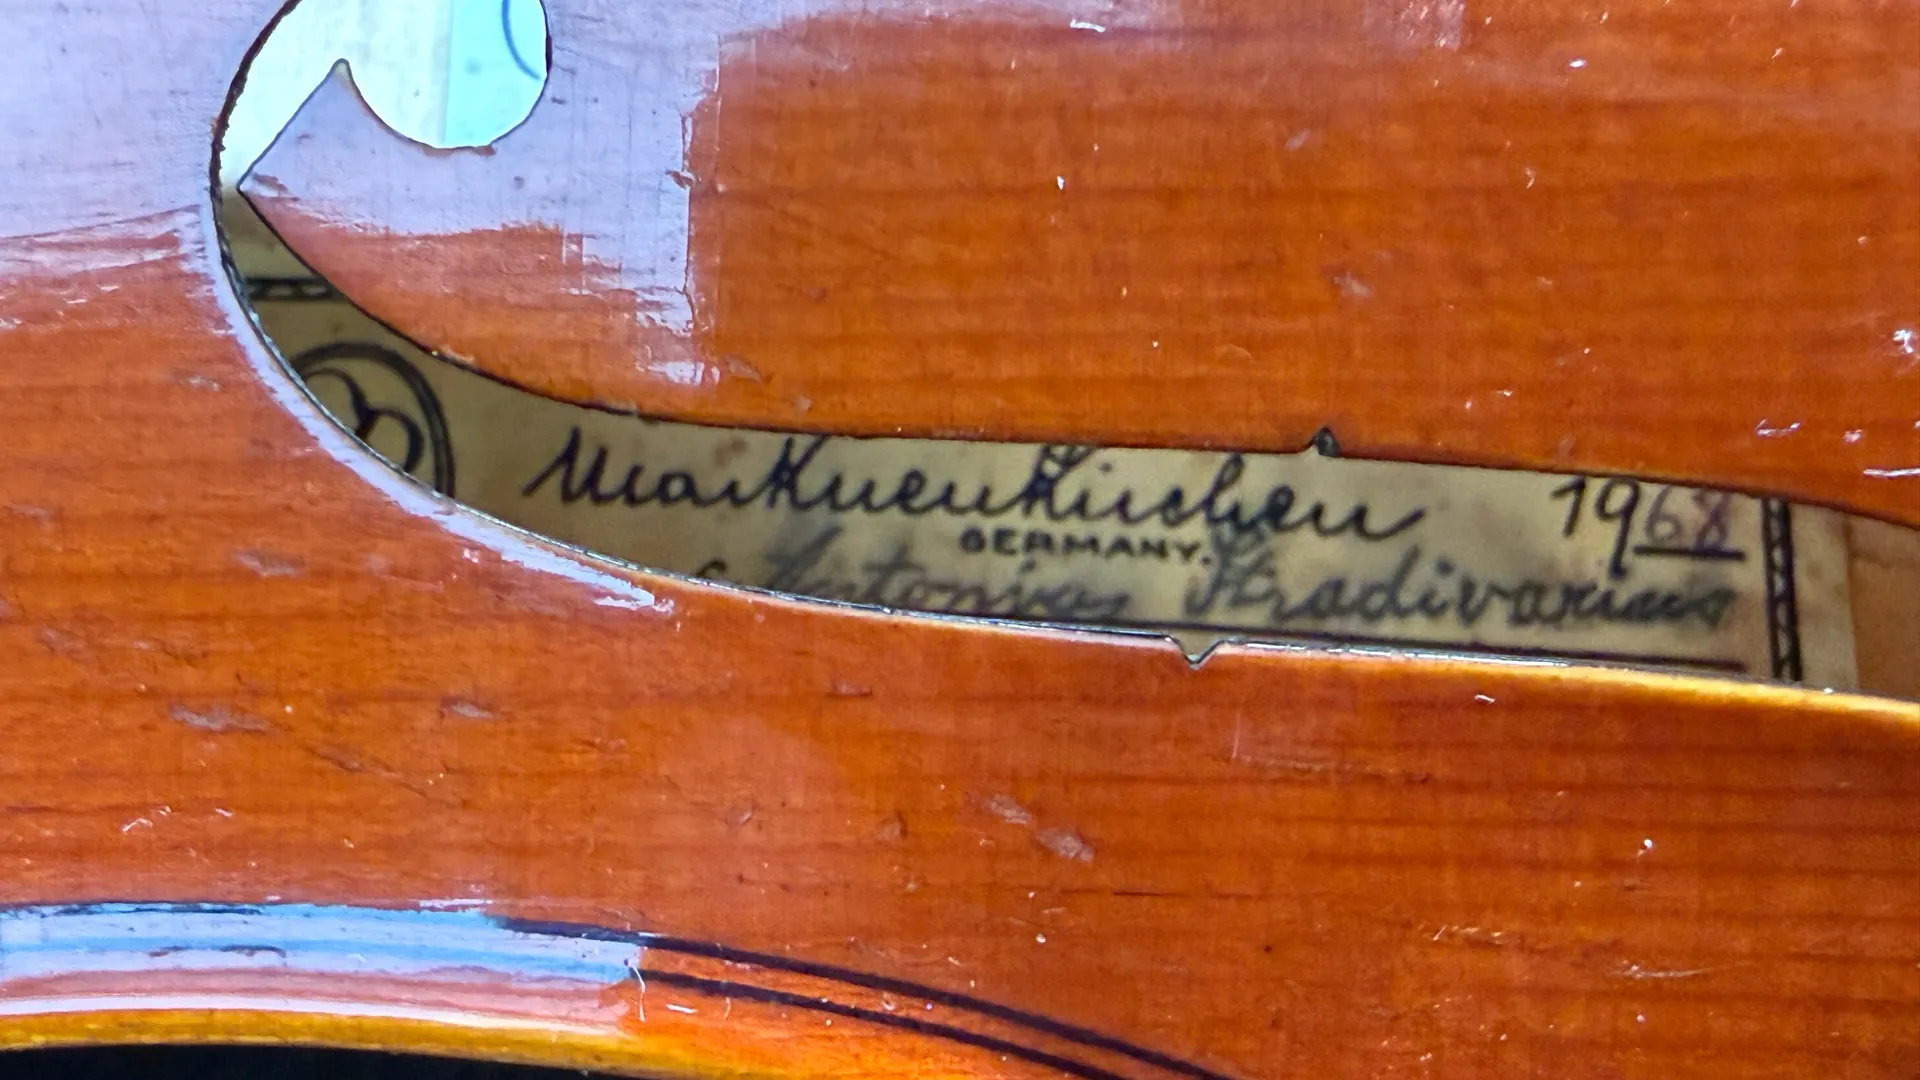 Markneukirchen 1968
GERMANY.
Antonius Stradivarius